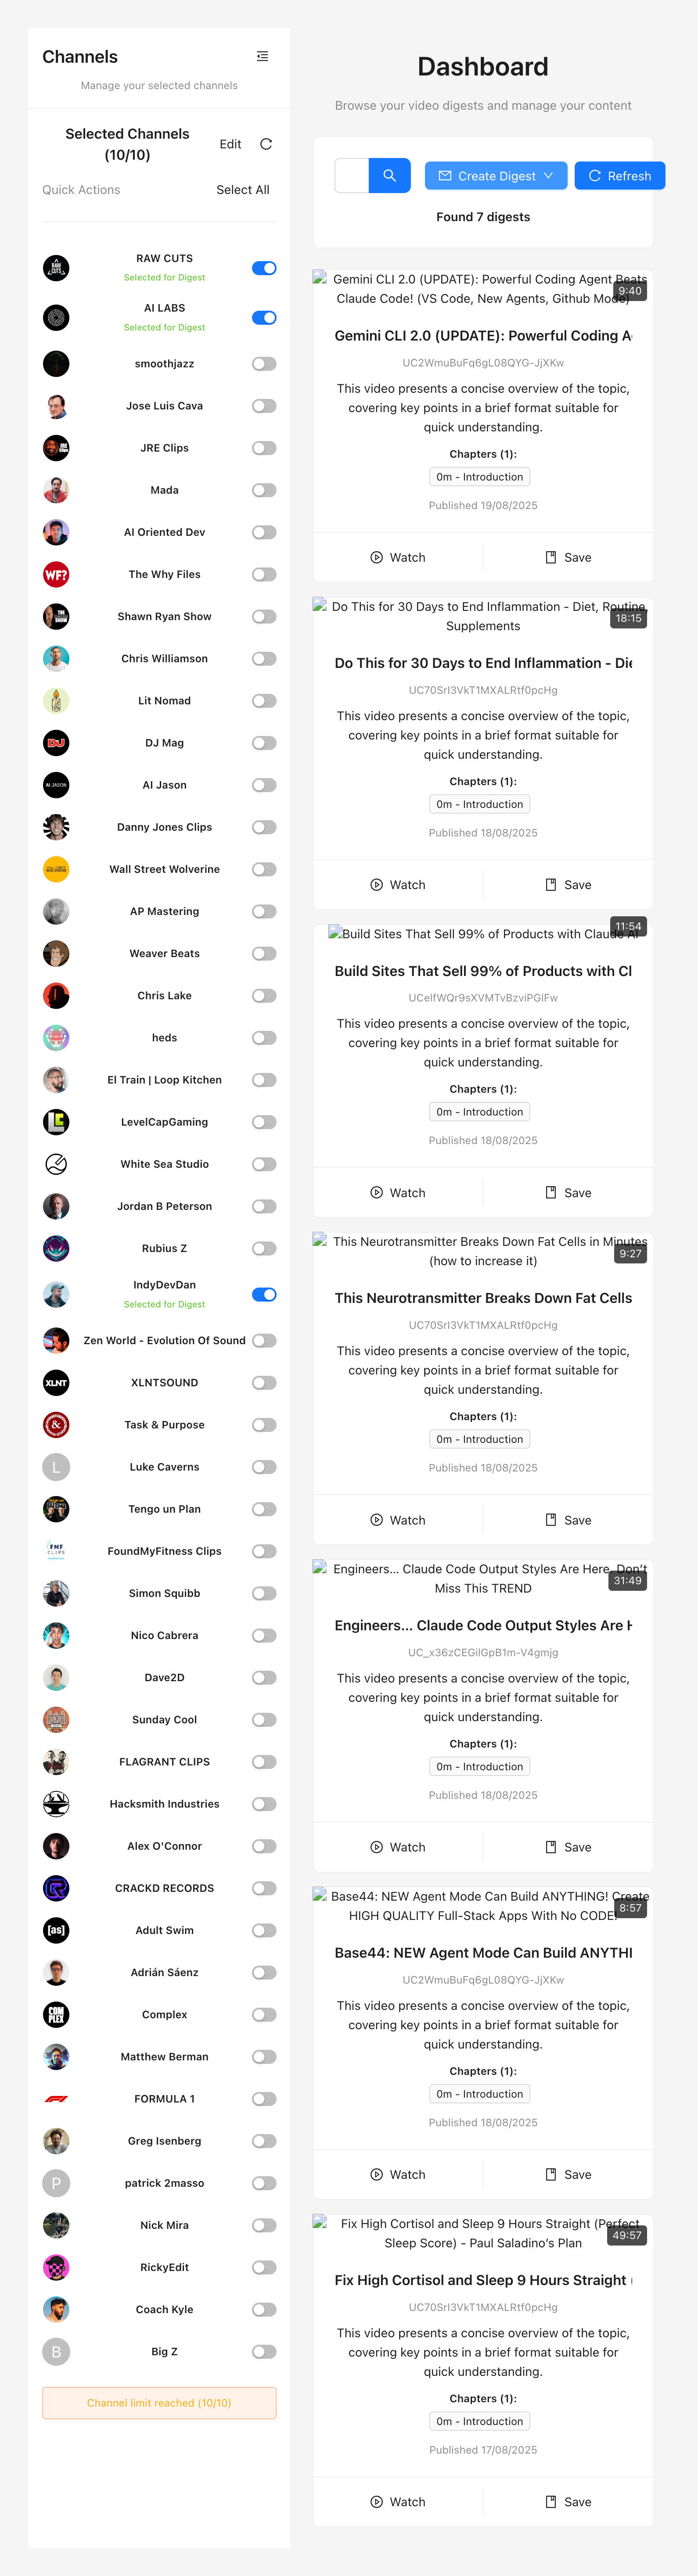 Channels
Manage your selected channels
Selected Channels
(10/10)
Edit
Quick Actions
Select All
RAW CUTS
Selected for Digest
AI LABS
Selected for Digest
smoothjazz
Jose Luis Cava
JRE Clips
Mada
AI Oriented Dev
WF?
The Why Files
Shawn Ryan Show
Chris Williamson
Lit Nomad
DJ Mag
AI JASON
AI Jason
Danny Jones Clips
Wall Street Wolverine
AP Mastering
Weaver Beats
Chris Lake
heds
El Train | Loop Kitchen
LevelCapGaming
White Sea Studio
Jordan B Peterson
Rubius Z
IndyDevDan
Selected for Digest
Zen World - Evolution Of Sound
XLNT
XLNTSOUND
&
Task & Purpose
L
Luke Caverns
Tengo un Plan
FMF
CLIPS
FoundMyFitness Clips
Simon Squibb
Nico Cabrera
Dave2D
Sunday Cool
FLAGRANT CLIPS
Hacksmith Industries
Alex O'Connor
CRACKD RECORDS
[as]
Adult Swim
Adrián Sáenz
COM
PLEX
Complex
Matthew Berman
FORMULA 1
Greg Isenberg
P
patrick 2masso
Nick Mira
RickyEdit
Coach Kyle
B
Big Z
Channel limit reached (10/10)
Dashboard
Browse your video digests and manage your content
Create Digest
Refresh
Found 7 digests
Gemini CLI 2.0 (UPDATE): Powerful Coding Agent Beats
9:40
Claude Code! (VS Code, New Agents, Github Mode)
Gemini CLI 2.0 (UPDATE): Powerful Coding A
UC2WmuBuFq6gL08QYG-JjXKw
This video presents a concise overview of the topic,
covering key points in a brief format suitable for
quick understanding.
Chapters (1):
0m - Introduction
Published 19/08/2025
Watch
Save
Do This for 30 Days to End Inflammation - Diet, Routine,
18:15
Supplements
Do This for 30 Days to End Inflammation - Die
UC70SrI3VkT1MXALRtf0pcHg
This video presents a concise overview of the topic,
covering key points in a brief format suitable for
quick understanding.
Chapters (1):
0m - Introduction
Published 18/08/2025
Watch
Save
11:54
Build Sites That Sell 99% of Products with Claude AI
Build Sites That Sell 99% of Products with Cl
UCelfWQr9sXVMTvBzviPGlFw
This video presents a concise overview of the topic,
covering key points in a brief format suitable for
quick understanding.
Chapters (1):
0m - Introduction
Published 18/08/2025
Watch
Save
This Neurotransmitter Breaks Down Fat Cells in Minutes
9:27
(how to increase it)
This Neurotransmitter Breaks Down Fat Cells
UC70SrI3VkT1MXALRtf0pcHg
This video presents a concise overview of the topic,
covering key points in a brief format suitable for
quick understanding.
Chapters (1):
0m - Introduction
Published 18/08/2025
Watch
Save
Engineers... Claude Code Output Styles Are Here. Don't
31:49
Miss This TREND
Engineers... Claude Code Output Styles Are H
UC_x36zCEGilGpB1m-V4gmjg
This video presents a concise overview of the topic,
covering key points in a brief format suitable for
quick understanding.
Chapters (1):
0m - Introduction
Published 18/08/2025
Watch
Save
Base44: NEW Agent Mode Can Build ANYTHING! Create
8:57
HIGH QUALITY Full-Stack Apps With No CODE!
Base44: NEW Agent Mode Can Build ANYTHI
UC2WmuBuFq6gL08QYG-JjXKw
This video presents a concise overview of the topic,
covering key points in a brief format suitable for
quick understanding.
Chapters (1):
0m - Introduction
Published 18/08/2025
Watch
Save
Fix High Cortisol and Sleep 9 Hours Straight (Perfect
49:57
Sleep Score) - Paul Saladino's Plan
Fix High Cortisol and Sleep 9 Hours Straight (
UC70SrI3VkT1MXALRtf0pcHg
This video presents a concise overview of the topic,
covering key points in a brief format suitable for
quick understanding.
Chapters (1):
0m - Introduction
Published 17/08/2025
Watch
Save